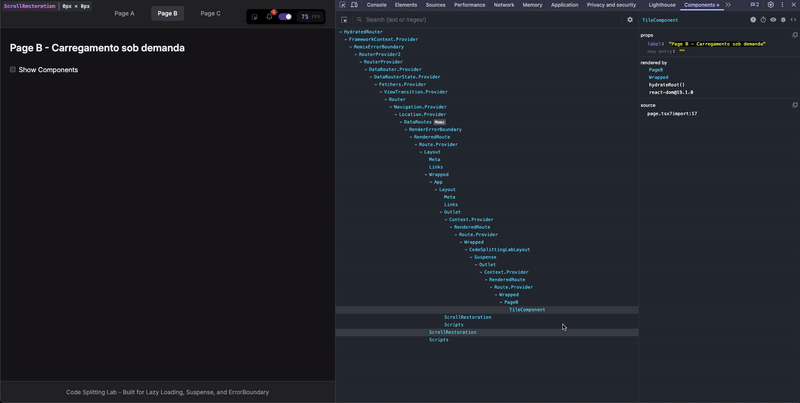 ScrollRestoration | 0px × 0px
Page A
Page B
Page C
75 FPS
Page B - Carregamento sob demanda
Show Components
Code Splitting Lab - Built for Lazy Loading, Suspense, and ErrorBoundary
Console
Elements
Sources
Performance
Network
Memory
Application
Privacy and security
Lighthouse
Components
2
Search (text or /regex/)
HydratedRouter
FrameworkContext.Provider
RemixErrorBoundary
RouterProvider2
RouterProvider
DataRouter.Provider
DataRouterState.Provider
Fetchers.Provider
ViewTransition.Provider
Router
Navigation.Provider
Location.Provider
DataRoutes Memo
RenderErrorBoundary
RenderedRoute
Route.Provider
Layout
Meta
Links
Wrapped
App
Layout
Meta
Links
Outlet
Context.Provider
RenderedRoute
Route.Provider
Wrapped
CodeSplittingLabLayout
Suspense
Outlet
Context.Provider
RenderedRoute
Route.Provider
Wrapped
PageB
TileComponent
ScrollRestoration
Scripts
ScrollRestoration
Scripts
TileComponent
props
label: "Page B - Carregamento sob demanda"
new entry: ""
rendered by
PageB
Wrapped
hydrateRoot()
react-dom@19.1.0
source
page.tsx?import:17